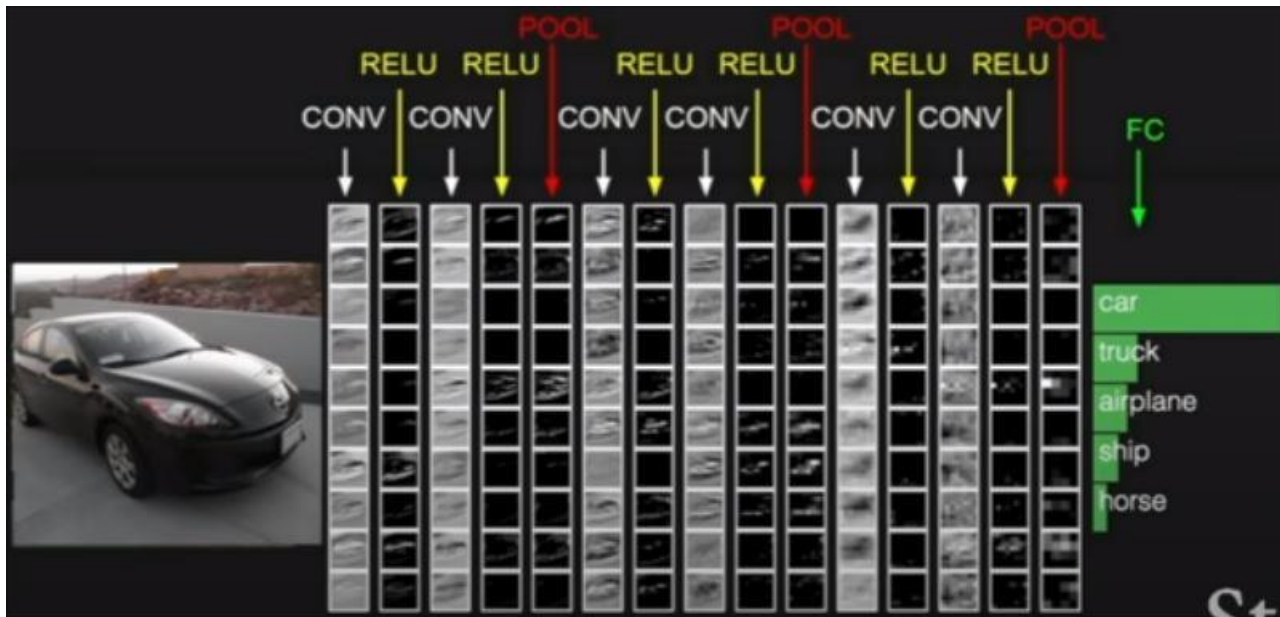 POOL POOL POOL
RELU RELU RELU RELU RELU RELU
CONV CONV CONV CONV CONV CONV
FC
car
truck
airplane
ship
horse
St